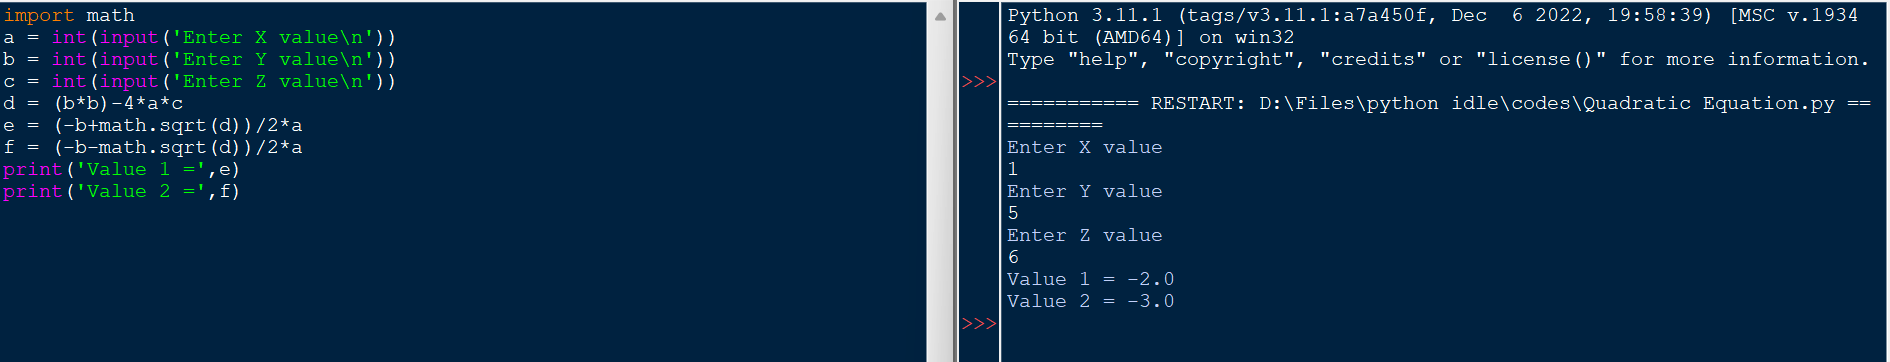 import math
a = int(input('Enter X value\n'))
b = int(input('Enter Y value\n'))
c = int(input('Enter Z value\n'))
d = (b*b)-4*a*c
e = (-b+math.sqrt(d))/2*a
f = (-b-math.sqrt(d))/2*a
print('Value 1 =',e)
print('Value 2 =',f)
Python 3.11.1 (tags/v3.11.1:a7a450f, Dec  6 2022, 19:58:39) [MSC v.1934
64 bit (AMD64)] on win32
Type "help", "copyright", "credits" or "license()" for more information.
>>>
=========== RESTART: D:\Files\python idle\codes\Quadratic Equation.py ==
========
Enter X value
1
Enter Y value
5
Enter Z value
6
Value 1 = -2.0
Value 2 = -3.0
>>>